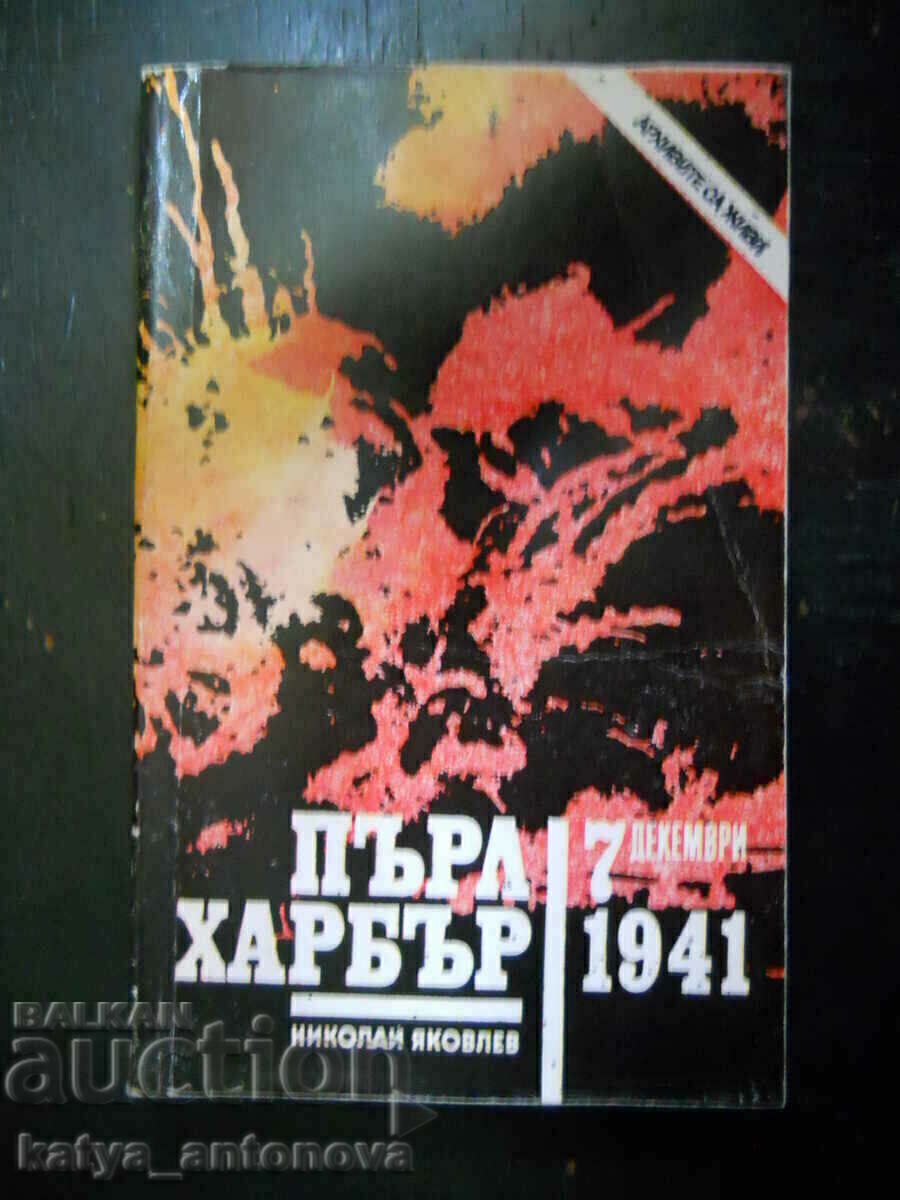 АРХИВИТЕ СА ЖИВИ
ПЪРЛ
ХАРБЪР
7 ДЕКЕМВРИ
1941
НИКОЛАЙ ЯКОВЛЕВ
BALKAN
auction
katya_antonova